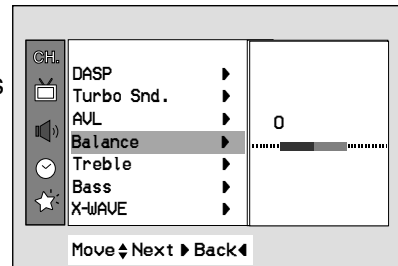 s
CH.
DASP
Turbo Snd.
AVL
Balance
Treble
Bass
X-WAVE
0
Move Next Back